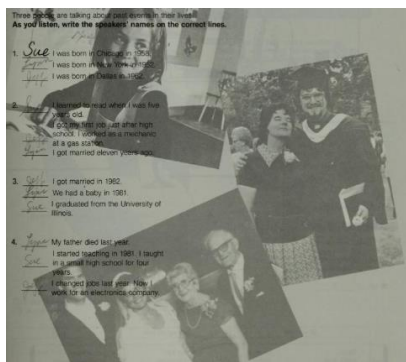 Three people are talking about past events in their lives.
As you listen, write the speakers' names on the correct lines.
1. Sue I was born in Chicago in 1955.
I was born in New York in 1952.
I was born in Dallas in 1962.
2. I learned to read when I was five
years old.
I got my first job just after high
school. I worked as a mechanic
at a gas station.
I got married eleven years ago.
3. I got married in 1982.
We had a baby in 1981.
Sue I graduated from the University of
Illinois.
4. My father died last year.
Sue I started teaching in 1981. I taught
in a small high school for four
years.
I changed jobs last year. Now I
work for an electronics company.